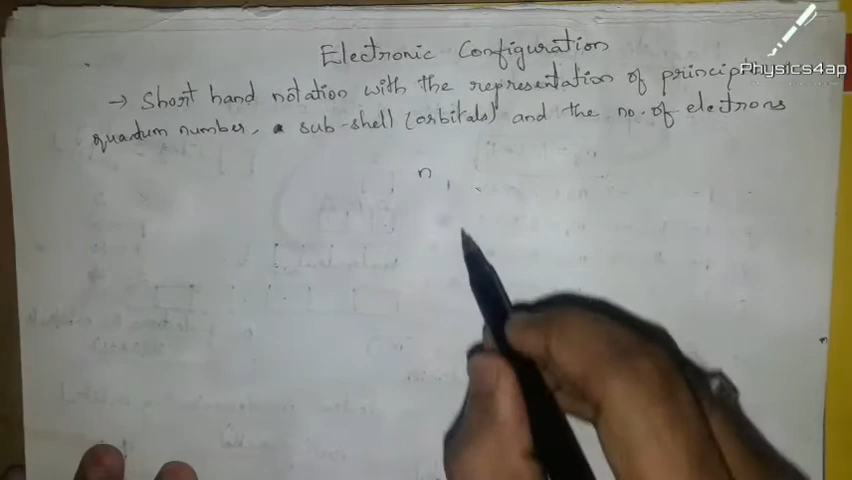 Electronic Configuration
Physics4ap
→ Short hand notation with the representation of
quantum number, sub-shell (orbitals) and the no. of electrons
n